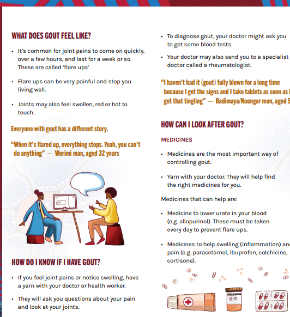 WHAT DOES GOUT FEEL LIKE?
• It's common for joint pains to come on quickly,
over a few hours, and last for a week or so.
These are called 'flare ups'.
• Flare ups can be very painful and stop you
living well.
• Joints may also feel swollen, red or hot to
touch.
Everyone with gout has a different story.
"When it's flared up, everything stops. Yeah, you can't
do anything" — Worimi man, aged 32 years
HOW DO I KNOW IF I HAVE GOUT?
• If you feel joint pains or notice swelling, have
a yarn with your doctor or health worker.
• They will ask you questions about your pain
and look at your joints.
• To diagnose gout, your doctor might ask you
to get some blood tests.
• Your doctor may also send you to a specialist
doctor called a rheumatologist.
"I haven't had it (gout) fully blown for a long time
because I get the signs and I take tablets as soon as I
get that tingling" — Badimaya/Noongar man, aged 5
HOW CAN I LOOK AFTER GOUT?
MEDICINES
• Medicines are the most important way of
controlling gout.
• Yarn with your doctor. They will help find
the right medicines for you.
Medicines that can help are:
• Medicine to lower urate in your blood
(e.g. allopurinol). These must be taken
every day to prevent flare ups.
• Medicines to help swelling (inflammation) and
pain (e.g. paracetamol, ibuprofen, colchicine,
cortisone).